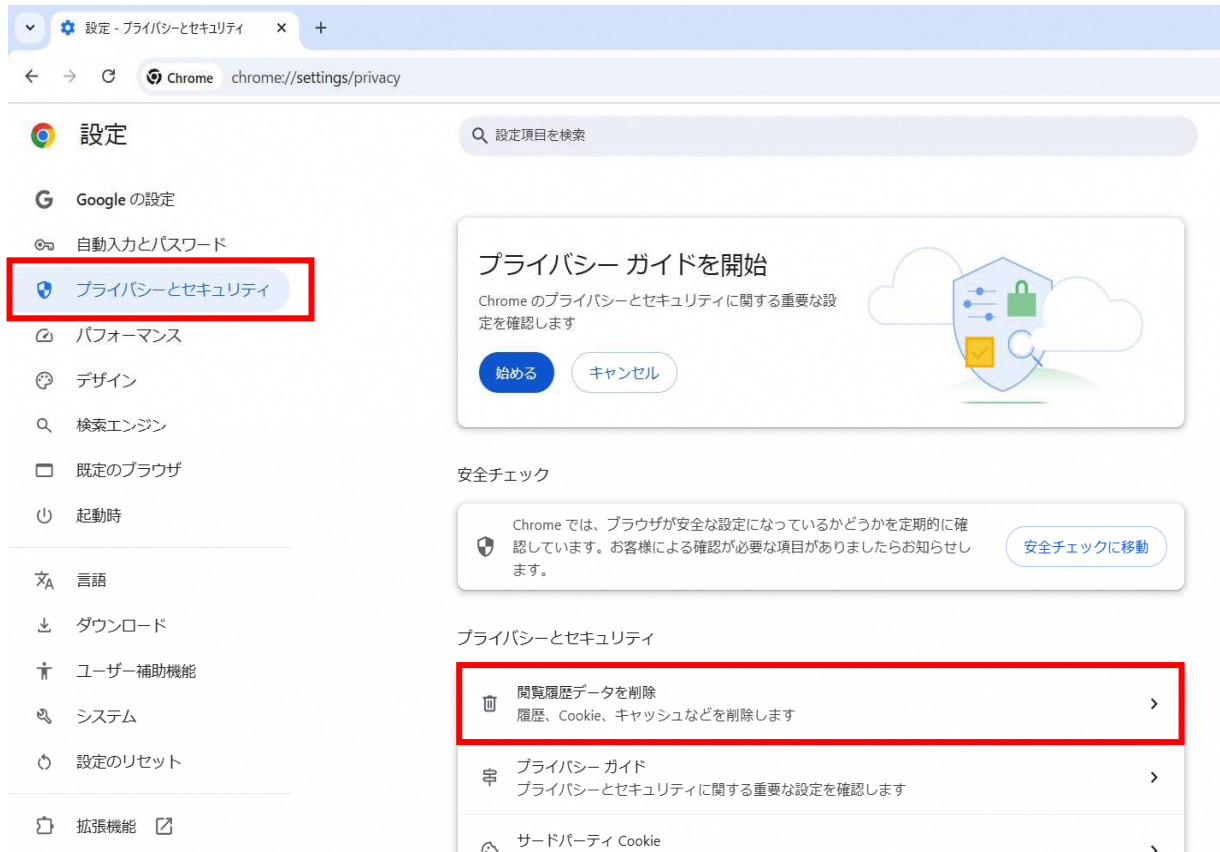 設定 - プライバシーとセキュリティ
Chrome
chrome://settings/privacy
設定
設定項目を検索
Google の設定
自動入力とパスワード
プライバシーとセキュリティ
パフォーマンス
デザイン
検索エンジン
既定のブラウザ
起動時
言語
ダウンロード
ユーザー補助機能
システム
設定のリセット
拡張機能
プライバシー ガイドを開始
Chrome のプライバシーとセキュリティに関する重要な設
定を確認します
始める
キャンセル
安全チェック
Chrome では、ブラウザが安全な設定になっているかどうかを定期的に確
認しています。お客様による確認が必要な項目がありましたらお知らせし
ます。
安全チェックに移動
プライバシーとセキュリティ
閲覧履歴データを削除
履歴、Cookie、キャッシュなどを削除します
プライバシー ガイド
プライバシーとセキュリティに関する重要な設定を確認します
サードパーティ Cookie